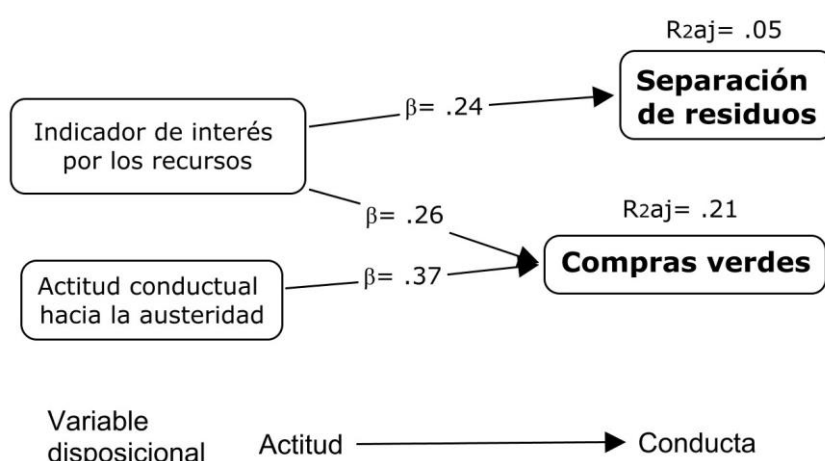 R2aj= .05
Separación
de residuos
β= .24
Indicador de interés
por los recursos
β= .26
R2aj= .21
Compras verdes
β= .37
Actitud conductual
hacia la austeridad
Variable
disposicional
Actitud
Conducta